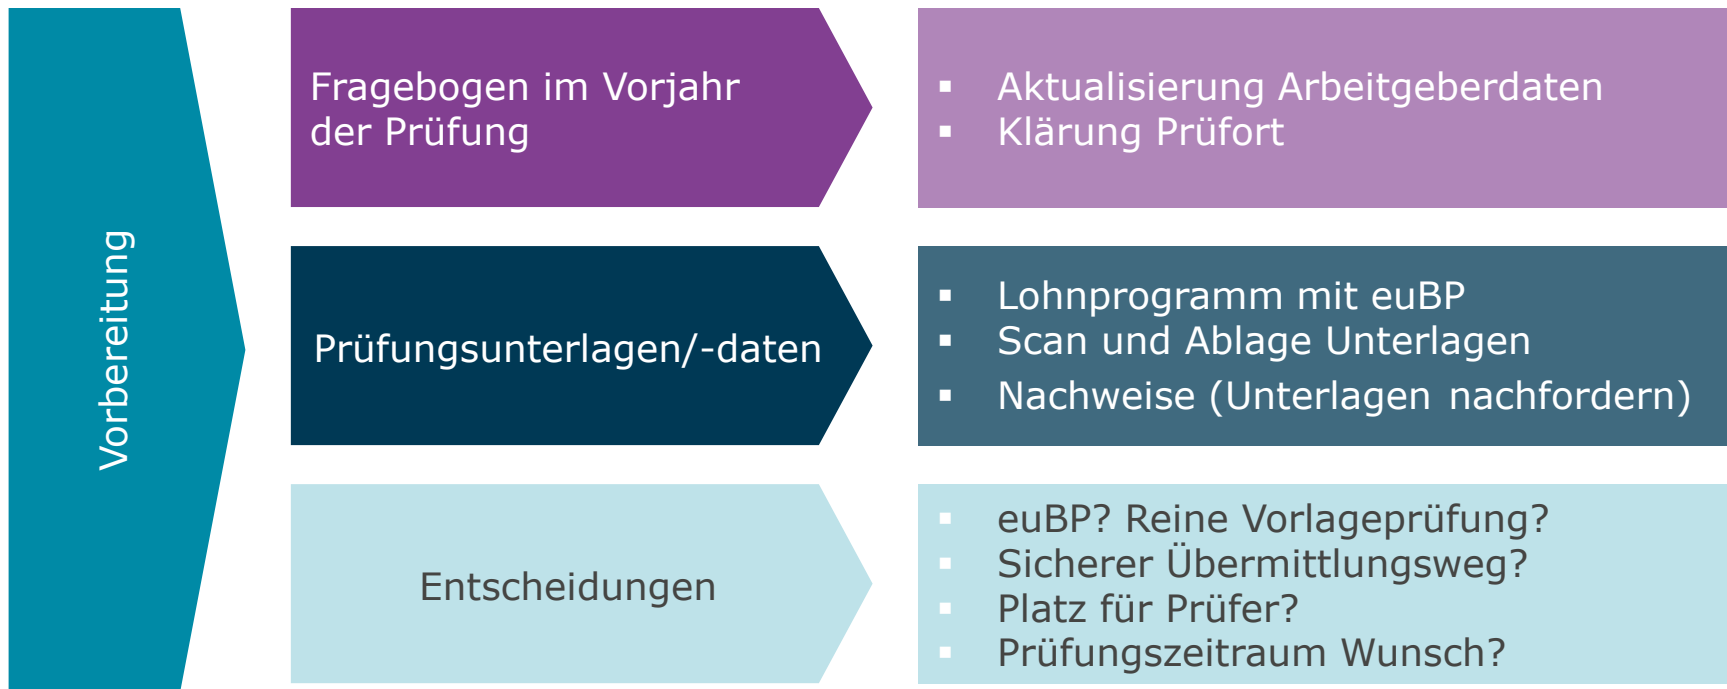 Vorbereitung
Fragebogen im Vorjahr
der Prüfung
▪ Aktualisierung Arbeitgeberdaten
▪ Klärung Prüfort
Prüfungsunterlagen/-daten
▪ Lohnprogramm mit euBP
▪ Scan und Ablage Unterlagen
▪ Nachweise (Unterlagen nachfordern)
Entscheidungen
▪ euBP? Reine Vorlageprüfung?
▪ Sicherer Übermittlungsweg?
▪ Platz für Prüfer?
▪ Prüfungszeitraum Wunsch?